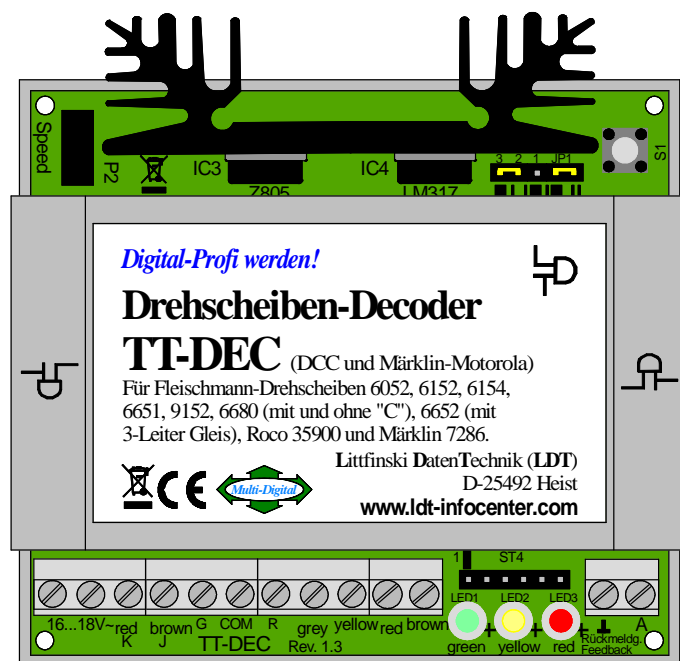 Speed
P2
IC3
Z805
IC4
LM317
3 2 1 JP1
S1
Digital-Profi werden!
Drehscheiben-Decoder
TT-DEC (DCC und Märklin-Motorola)
Für Fleischmann-Drehscheiben 6052, 6152, 6154,
6651, 9152, 6680 (mit und ohne "C"), 6652 (mit
3-Leiter Gleis), Roco 35900 und Märklin 7286.
Littfinski DatenTechnik (LDT)
D-25492 Heist
www.ldt-infocenter.com
CE
Multi-Digital
1 ST4
LED1 LED2 LED3
16...18V~ red brown G COM R grey yellow red brown
K J TT-DEC Rev. 1.3
+ + +
green yellow red
A
Rückmeldg.
Feedback